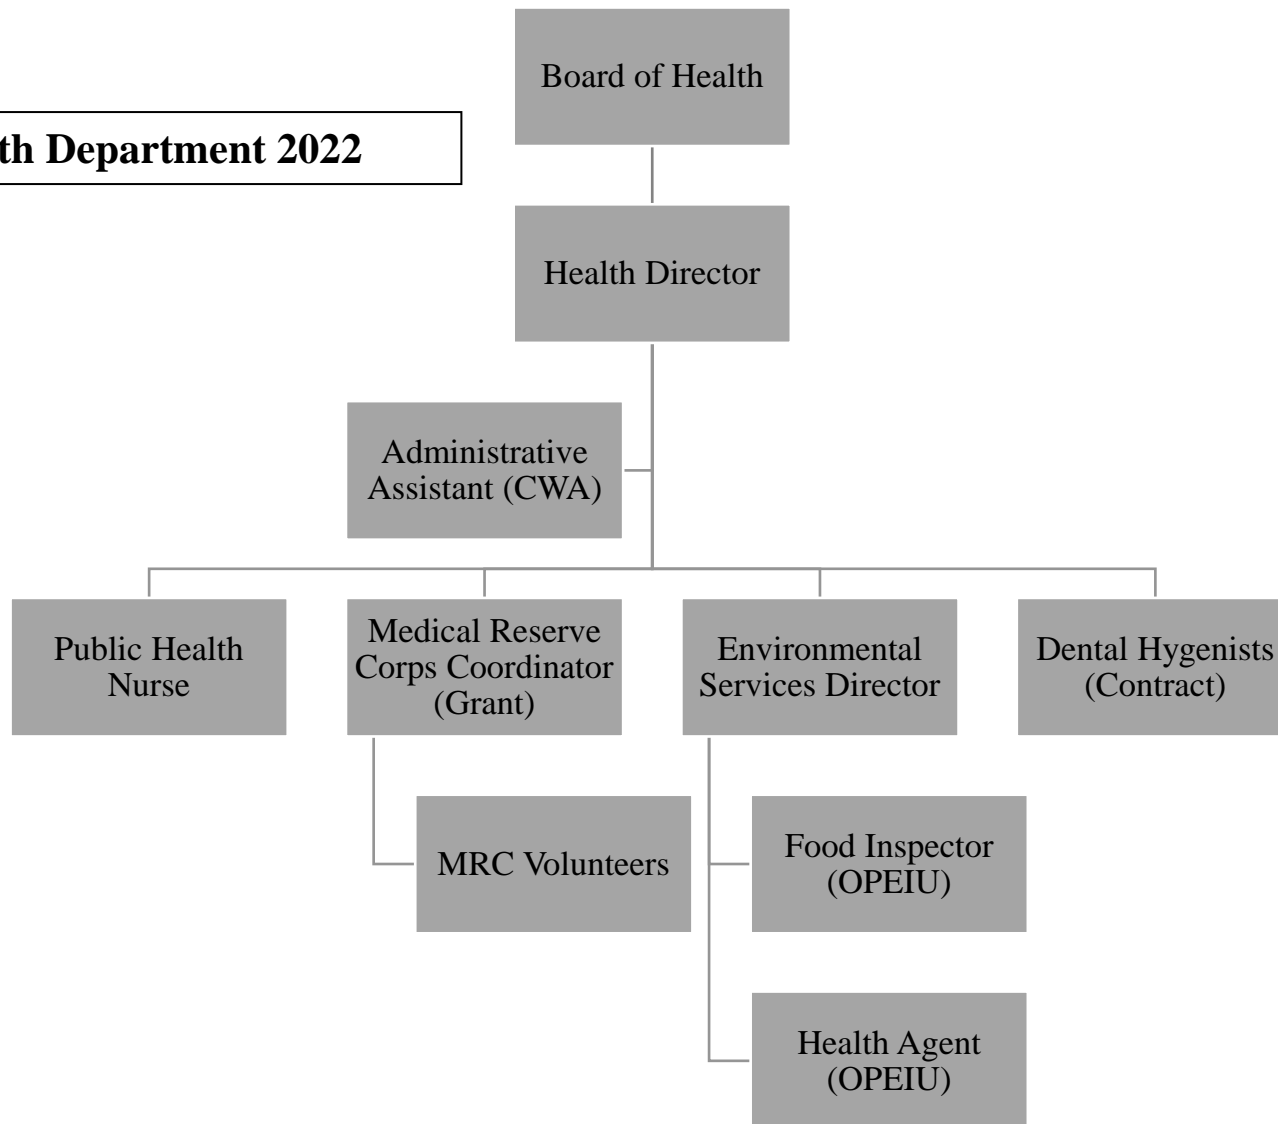 Board of Health
th Department 2022
Health Director
Administrative
Assistant (CWA)
Public Health
Nurse
Medical Reserve
Corps Coordinator
(Grant)
Environmental
Services Director
Dental Hygenists
(Contract)
MRC Volunteers
Food Inspector
(OPEIU)
Health Agent
(OPEIU)